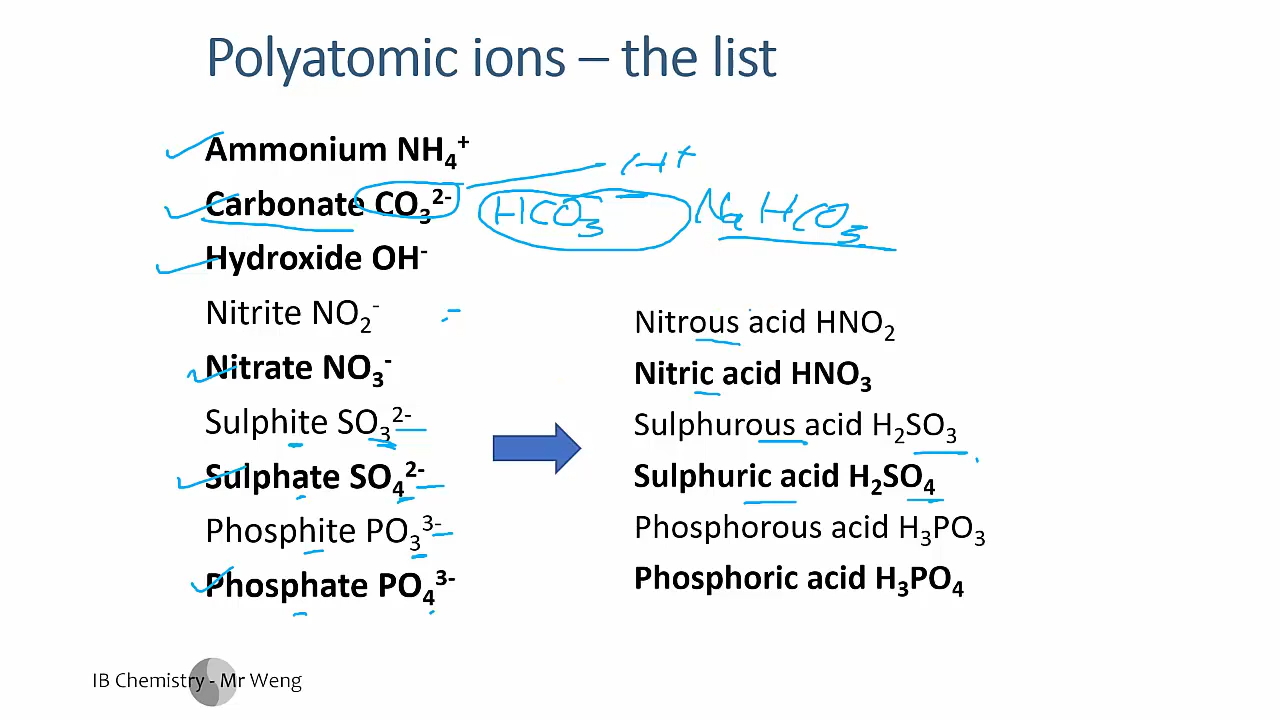 Polyatomic ions – the list
Ammonium NH₄⁺
H⁺
Carbonate CO₃²⁻ HCO₃⁻ NaHCO₃
Hydroxide OH⁻
Nitrite NO₂⁻
Nitrate NO₃⁻
Sulphite SO₃²⁻
Sulphate SO₄²⁻
Phosphite PO₃³⁻
Phosphate PO₄³⁻
Nitrous acid HNO₂
Nitric acid HNO₃
Sulphurous acid H₂SO₃
Sulphuric acid H₂SO₄
Phosphorous acid H₃PO₃
Phosphoric acid H₃PO₄
IB Chemistry - Mr Weng